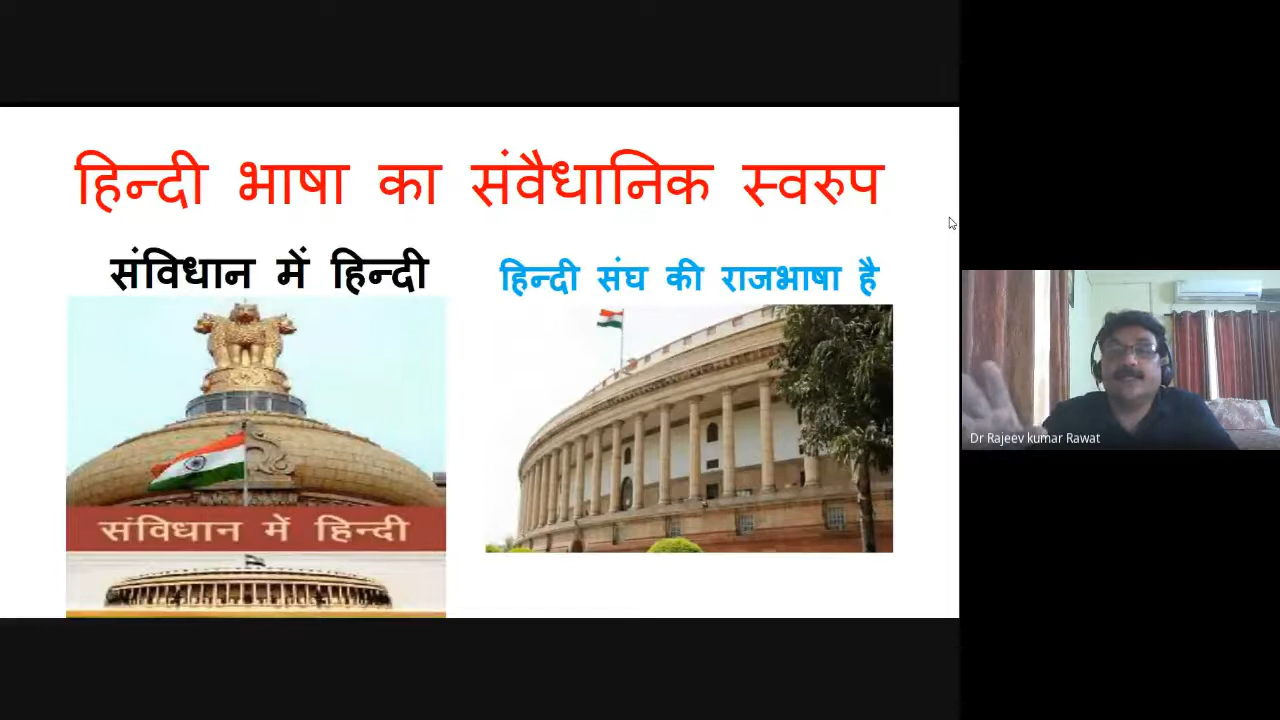 हिन्दी भाषा का संवैधानिक स्वरुप
संविधान में हिन्दी
हिन्दी संघ की राजभाषा है
संविधान में हिन्दी
Dr Rajeev kumar Rawat